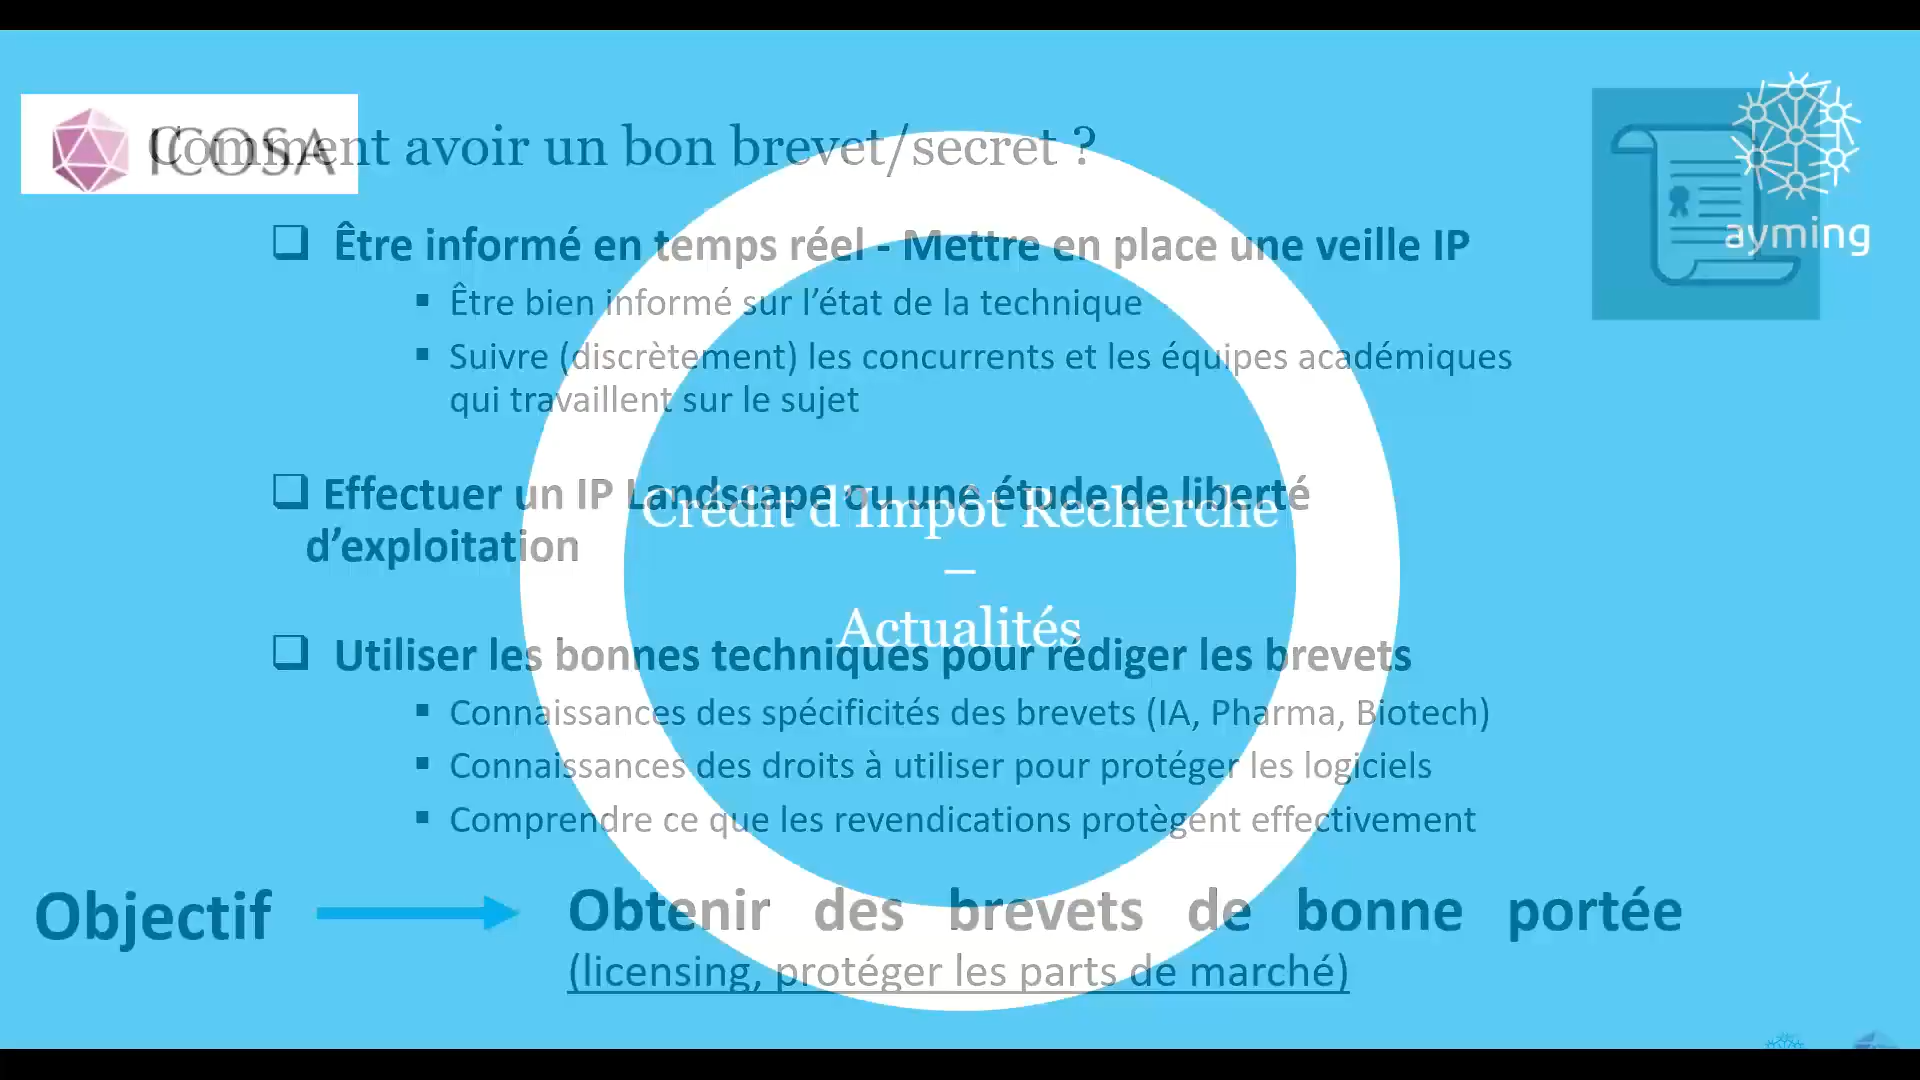 ICOSA
Comment avoir un bon brevet/secret ?
ayming
❑ Être informé en temps réel - Mettre en place une veille IP
▪ Être bien informé sur l’état de la technique
▪ Suivre (discrètement) les concurrents et les équipes académiques
qui travaillent sur le sujet
❑ Effectuer un IP Landscape ou une étude de liberté
d’exploitation
Crédit d’Impôt Recherche
–
Actualités
❑ Utiliser les bonnes techniques pour rédiger les brevets
▪ Connaissances des spécificités des brevets (IA, Pharma, Biotech)
▪ Connaissances des droits à utiliser pour protéger les logiciels
▪ Comprendre ce que les revendications protègent effectivement
Objectif
Obtenir des brevets de bonne portée
(licensing, protéger les parts de marché)